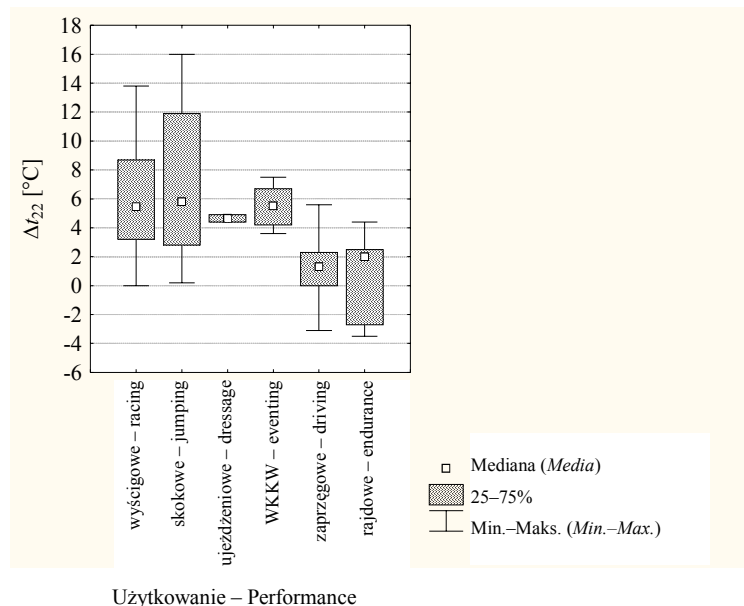 18
16
14
12
10
8
6
4
2
0
-2
-4
-6
Δt22 [°C]
wyścigowe – racing
skokowe – jumping
ujeżdżeniowe – dressage
WKKW – eventing
zaprzęgowe – driving
rajdowe – endurance
Mediana (Media)
25–75%
Min.–Maks. (Min.–Max.)
Użytkowanie – Performance